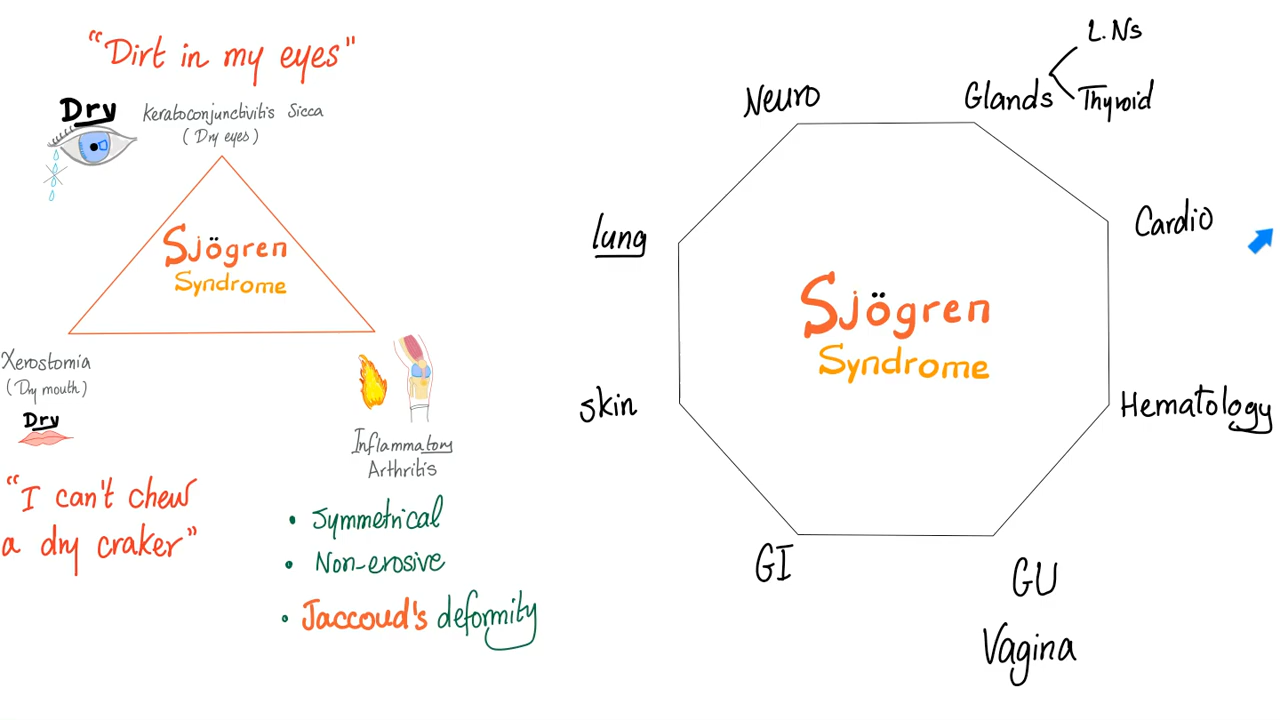 "Dirt in my eyes"
Dry
Keratoconjunctivitis Sicca
(Dry eyes)
Sjögren
Syndrome
Xerostomia
(Dry mouth)
Dry
"I can't chew
a dry craker"
Inflammatory
Arthritis
• Symmetrical
• Non-erosive
• Jaccoud's deformity
Neuro
Glands
L.Ns
Thyroid
lung
Cardio
Sjögren
Syndrome
skin
Hematology
GI
GU
Vagina